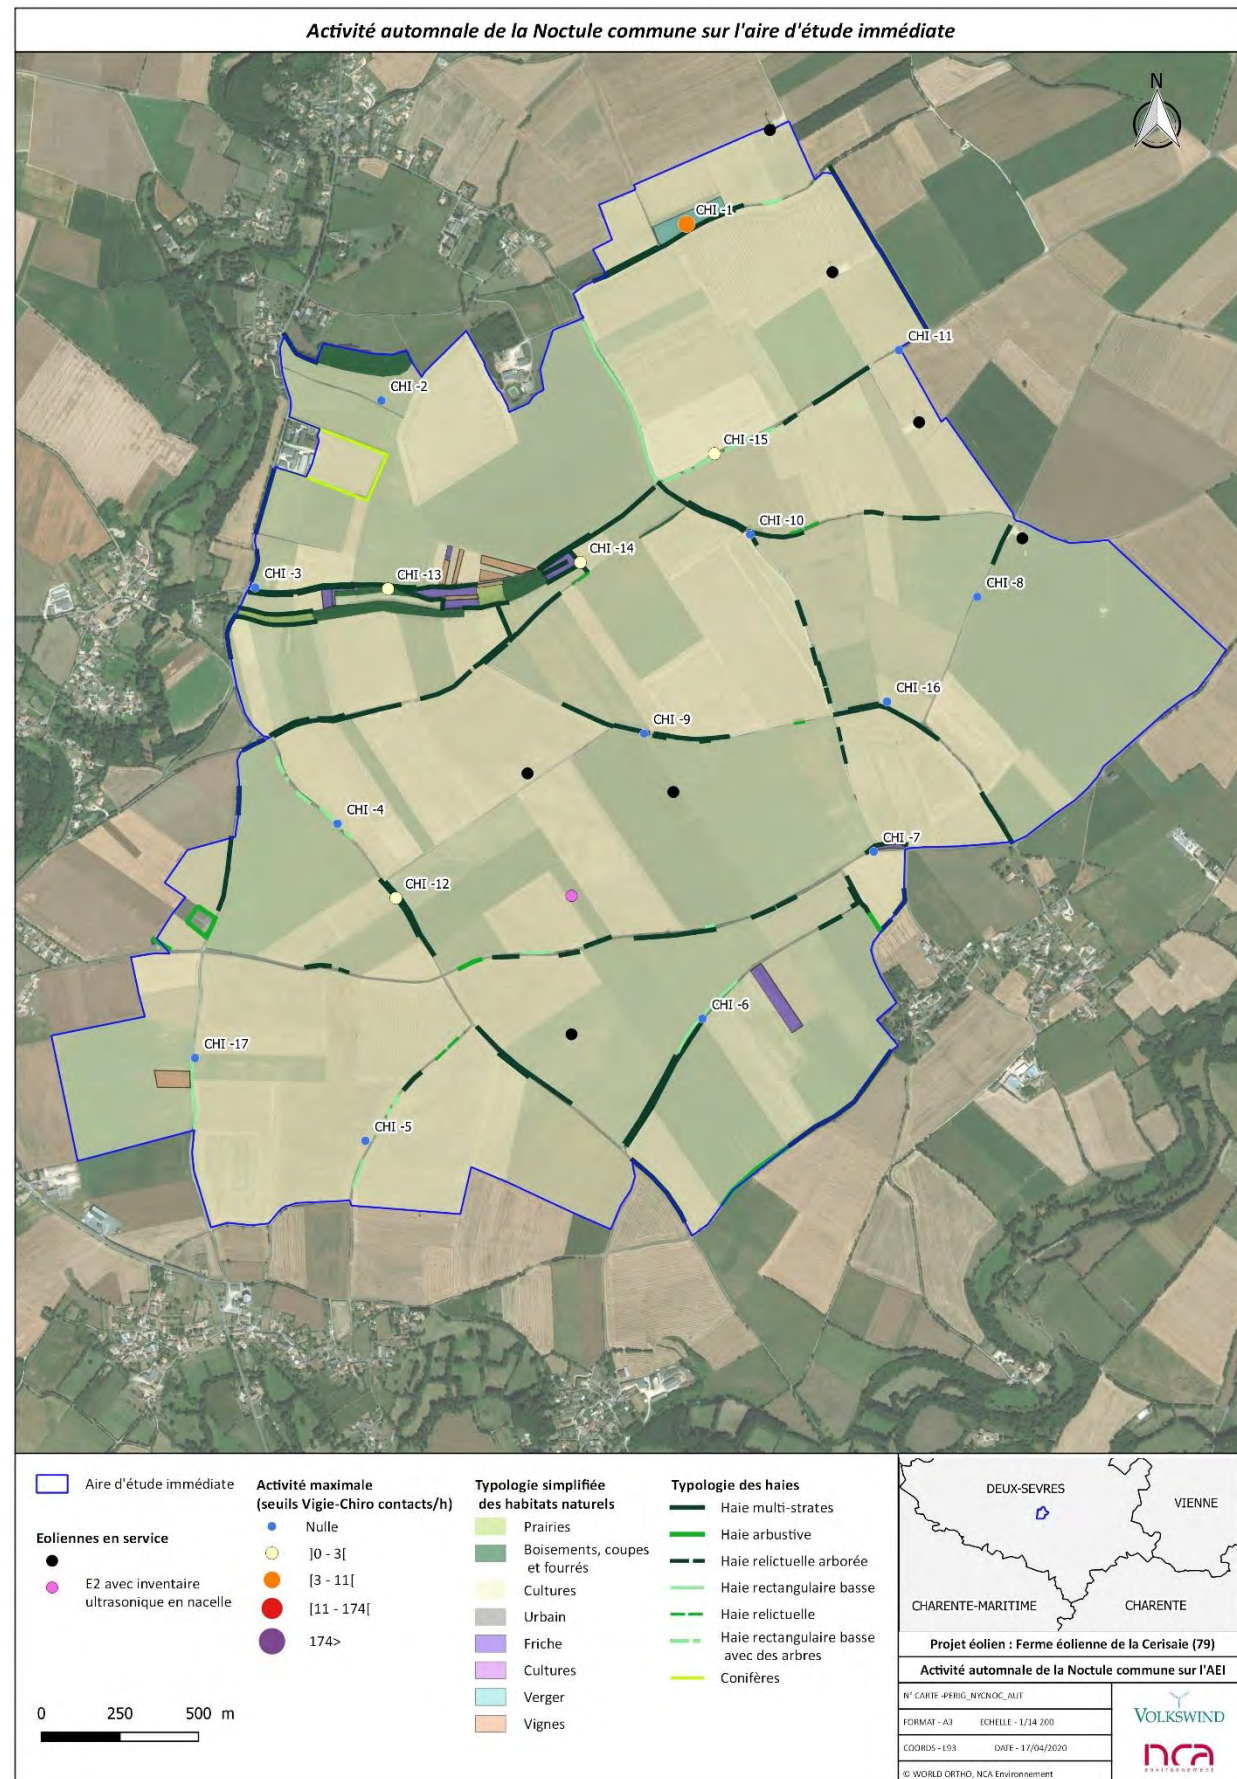 Activité automnale de la Noctule commune sur l'aire d'étude immédiate
N
CHI -1
CHI -11
CHI -2
CHI -15
CHI -10
CHI -14
CHI -3
CHI -13
CHI -8
CHI -16
CHI -9
CHI -4
CHI -7
CHI -12
CHI -6
CHI -17
CHI -5
Aire d'étude immédiate
Eoliennes en service
E2 avec inventaire
ultrasonique en nacelle
0 250 500 m
Activité maximale
(seuils Vigie-Chiro contacts/h)
Nulle
]0 - 3[
[3 - 11[
[11 - 174[
174>
Typologie simplifiée
des habitats naturels
Prairies
Boisements, coupes
et fourrés
Cultures
Urbain
Friche
Cultures
Verger
Vignes
Typologie des haies
Haie multi-strates
Haie arbustive
Haie relictuelle arborée
Haie rectangulaire basse
Haie relictuelle
Haie rectangulaire basse
avec des arbres
Conifères
DEUX-SEVRES
VIENNE
CHARENTE-MARITIME
CHARENTE
Projet éolien : Ferme éolienne de la Cerisaie (79)
Activité automnale de la Noctule commune sur l'AEI
N° CARTE -PERIG_NYCNOC_AUT
FORMAT - A3 ECHELLE - 1/14 200
COORDS - L93 DATE - 17/04/2020
© WORLD ORTHO, NCA Environnement
VOLKSWIND
nca
environnement